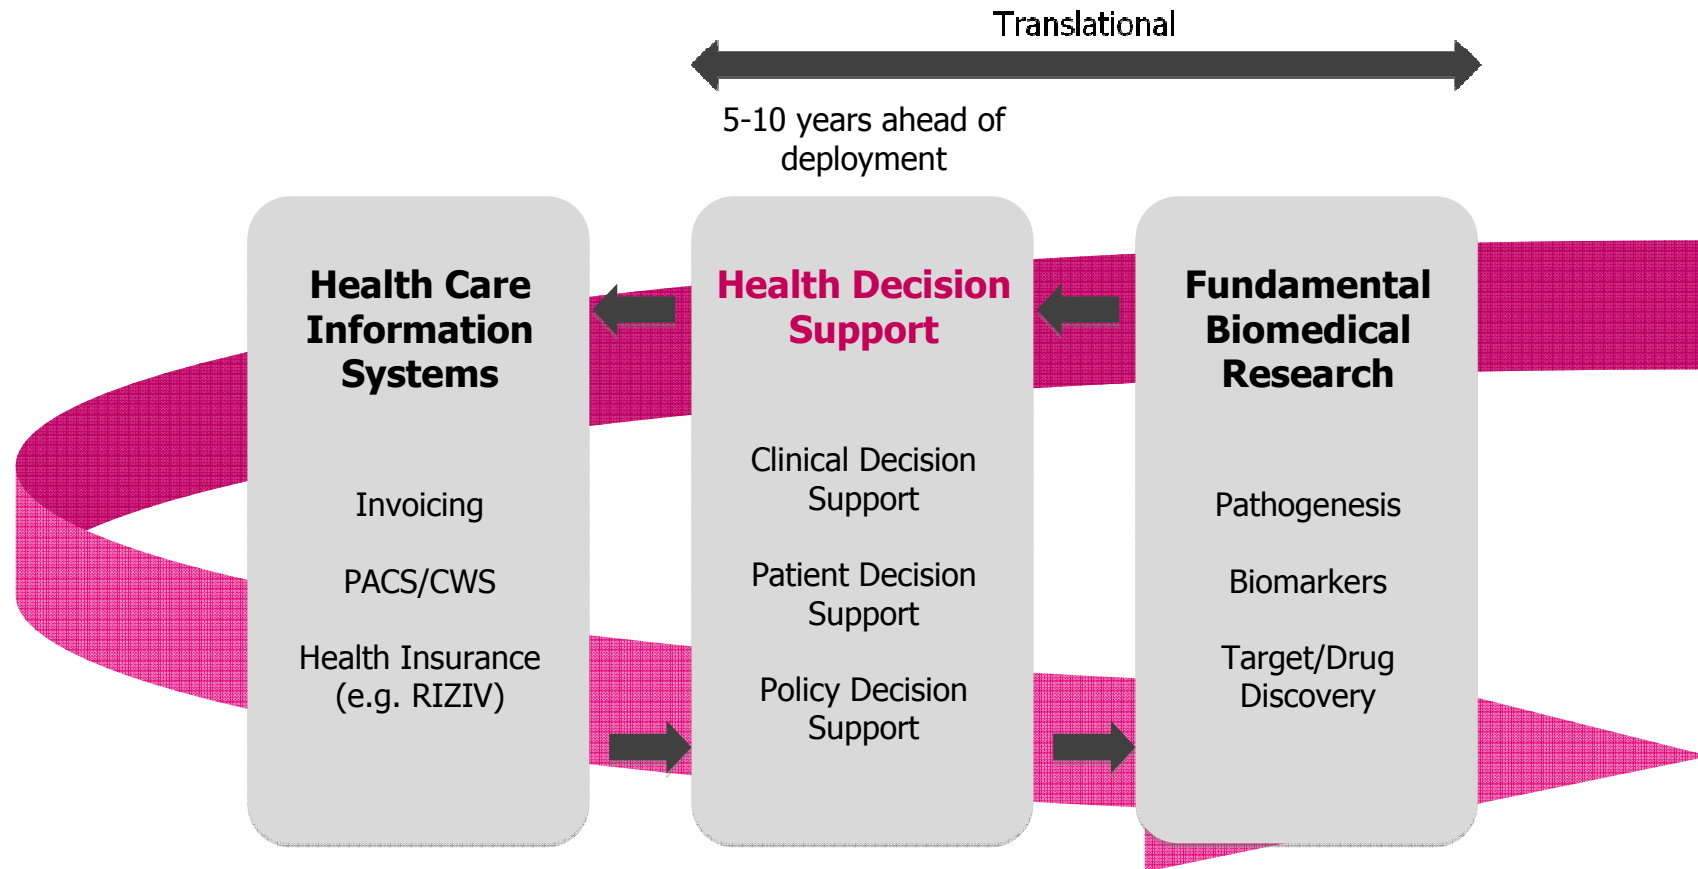 Translational
5-10 years ahead of
deployment
Health Care
Information
Systems
Invoicing
PACS/CWS
Health Insurance
(e.g. RIZIV)
Health Decision
Support
Clinical Decision
Support
Patient Decision
Support
Policy Decision
Support
Fundamental
Biomedical
Research
Pathogenesis
Biomarkers
Target/Drug
Discovery